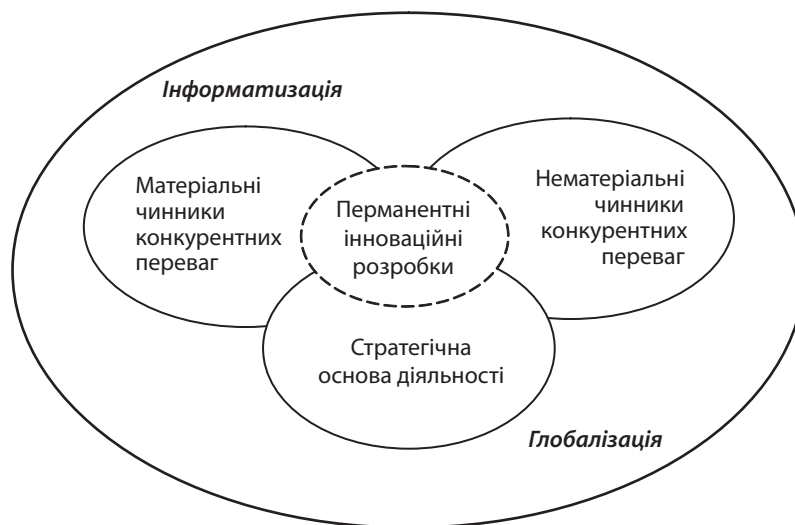 Інформатизація
Матеріальні
чинники
конкурентних
переваг
Перманентні
інноваційні
розробки
Нематеріальні
чинники
конкурентних
переваг
Стратегічна
основа діяльності
Глобалізація